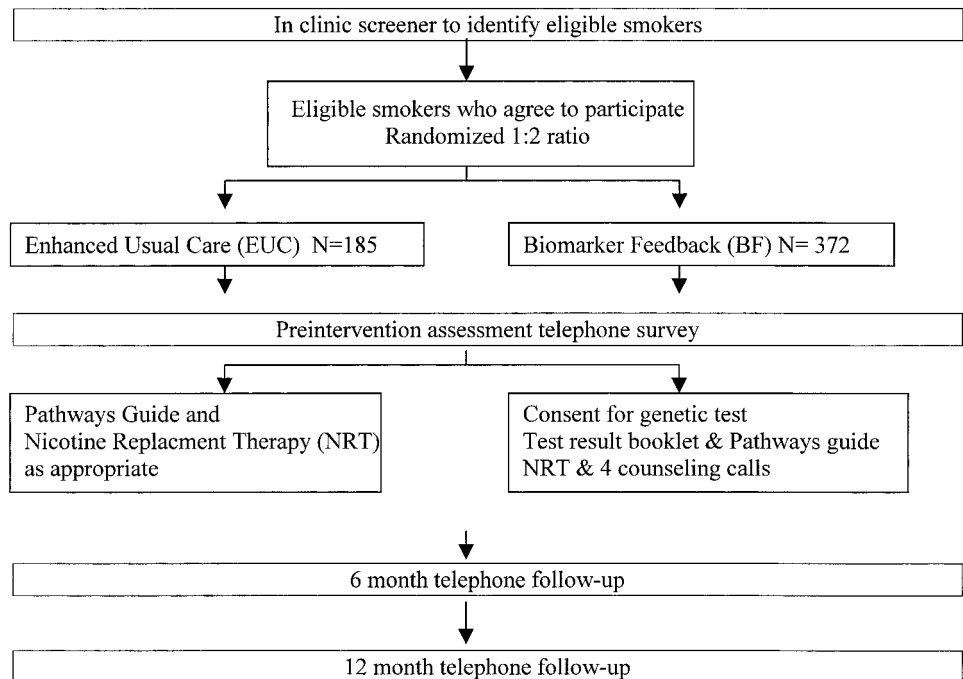 In clinic screener to identify eligible smokers
Eligible smokers who agree to participate
Randomized 1:2 ratio
Enhanced Usual Care (EUC) N=185
Biomarker Feedback (BF) N= 372
Preintervention assessment telephone survey
Pathways Guide and
Nicotine Replacment Therapy (NRT)
as appropriate
Consent for genetic test
Test result booklet & Pathways guide
NRT & 4 counseling calls
6 month telephone follow-up
12 month telephone follow-up